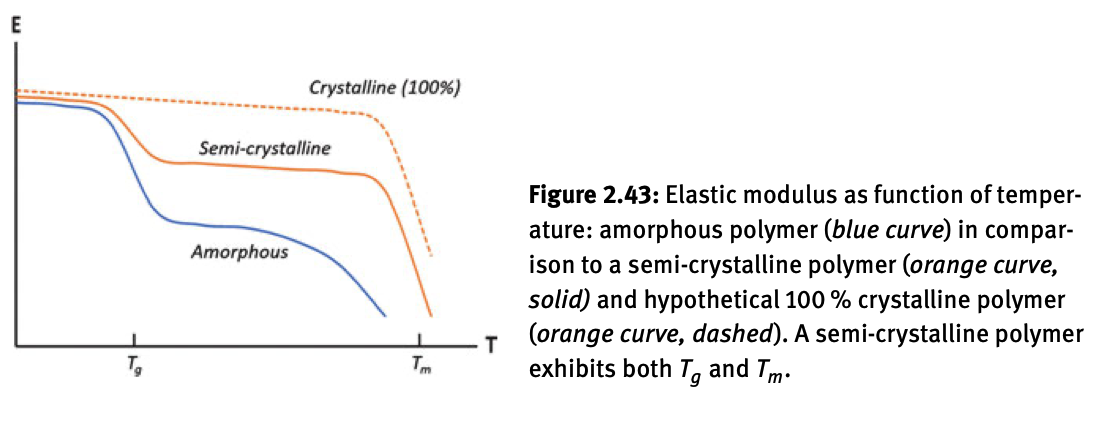 E
Crystalline (100%)
Semi-crystalline
Amorphous
T
Tg
Tm
Figure 2.43: Elastic modulus as function of temper-
ature: amorphous polymer (blue curve) in compar-
ison to a semi-crystalline polymer (orange curve,
solid) and hypothetical 100 % crystalline polymer
(orange curve, dashed). A semi-crystalline polymer
exhibits both Tg and Tm.